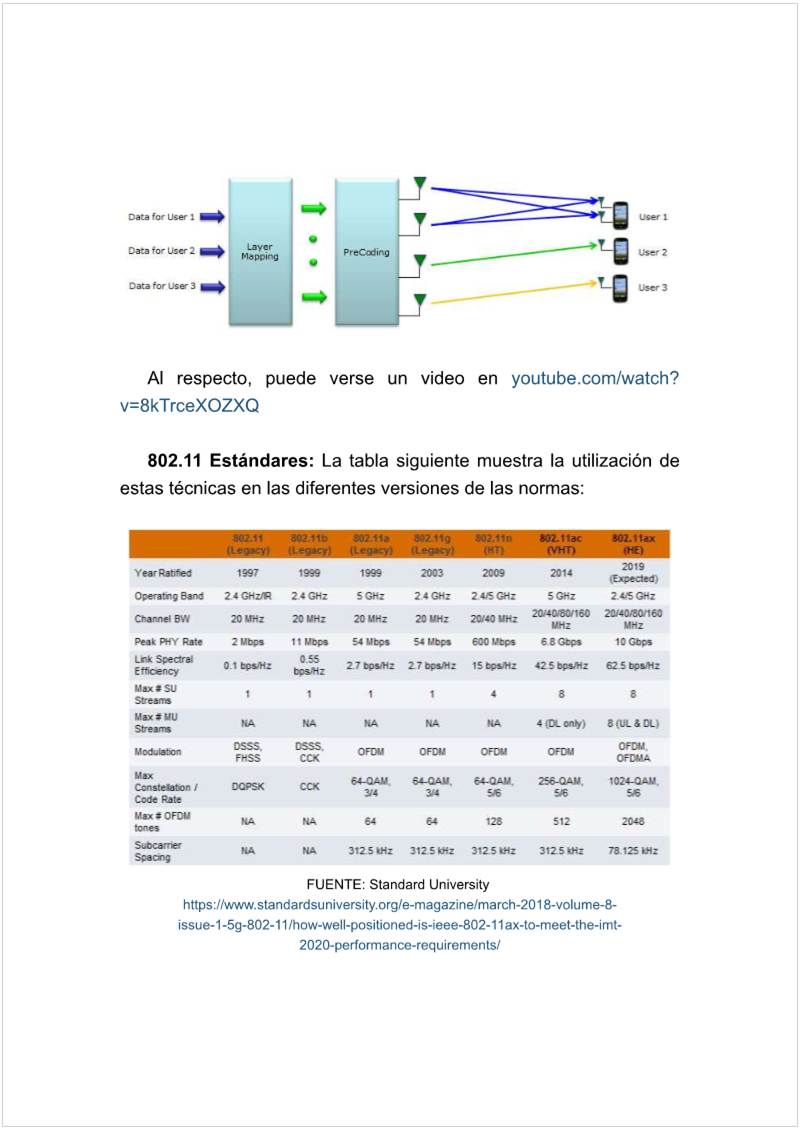 Data for User 1
Data for User 2
Data for User 3
Layer
Mapping
PreCoding
User 1
User 2
User 3
Al respecto, puede verse un video en youtube.com/watch?
v=8kTrceXOZXQ
802.11 Estándares: La tabla siguiente muestra la utilización de
estas técnicas en las diferentes versiones de las normas:
802.11 (Legacy) 802.11b (Legacy) 802.11a (Legacy) 802.11g (Legacy) 802.11n (HT) 802.11ac (VHT) 802.11ax (HE)
Year Ratified 1997 1999 1999 2003 2009 2014 2019 (Expected)
Operating Band 2.4 GHz/IR 2.4 GHz 5 GHz 2.4 GHz 2.4/5 GHz 5 GHz 2.4/5 GHz
Channel BW 20 MHz 20 MHz 20 MHz 20 MHz 20/40 MHz 20/40/80/160 MHz 20/40/80/160 MHz
Peak PHY Rate 2 Mbps 11 Mbps 54 Mbps 54 Mbps 600 Mbps 6.8 Gbps 10 Gbps
Link Spectral Efficiency 0.1 bps/Hz 0.55 bps/Hz 2.7 bps/Hz 2.7 bps/Hz 15 bps/Hz 42.5 bps/Hz 62.5 bps/Hz
Max # SU Streams 1 1 1 1 4 8 8
Max # MU Streams NA NA NA NA NA 4 (DL only) 8 (UL & DL)
Modulation DSSS, FHSS DSSS, CCK OFDM OFDM OFDM OFDM OFDM, OFDMA
Max Constellation / Code Rate DQPSK CCK 64-QAM, 3/4 64-QAM, 3/4 64-QAM, 5/6 256-QAM, 5/6 1024-QAM, 5/6
Max # OFDM tones NA NA 64 64 128 512 2048
Subcarrier Spacing NA NA 312.5 kHz 312.5 kHz 312.5 kHz 312.5 kHz 78.125 kHz
FUENTE: Standard University
https://www.standardsuniversity.org/e-magazine/march-2018-volume-8-
issue-1-5g-802-11/how-well-positioned-is-ieee-802-11ax-to-meet-the-imt-
2020-performance-requirements/